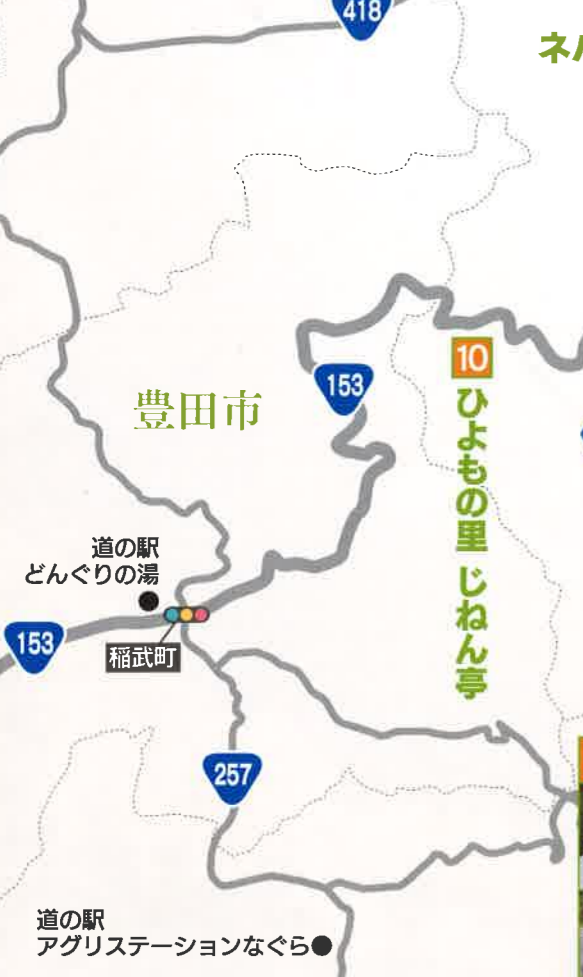 418
ネバ
10
ひよもの里 じねん亭
153
豊田市
道の駅
どんぐりの湯
153
稲武町
257
道の駅
アグリステーションなぐら